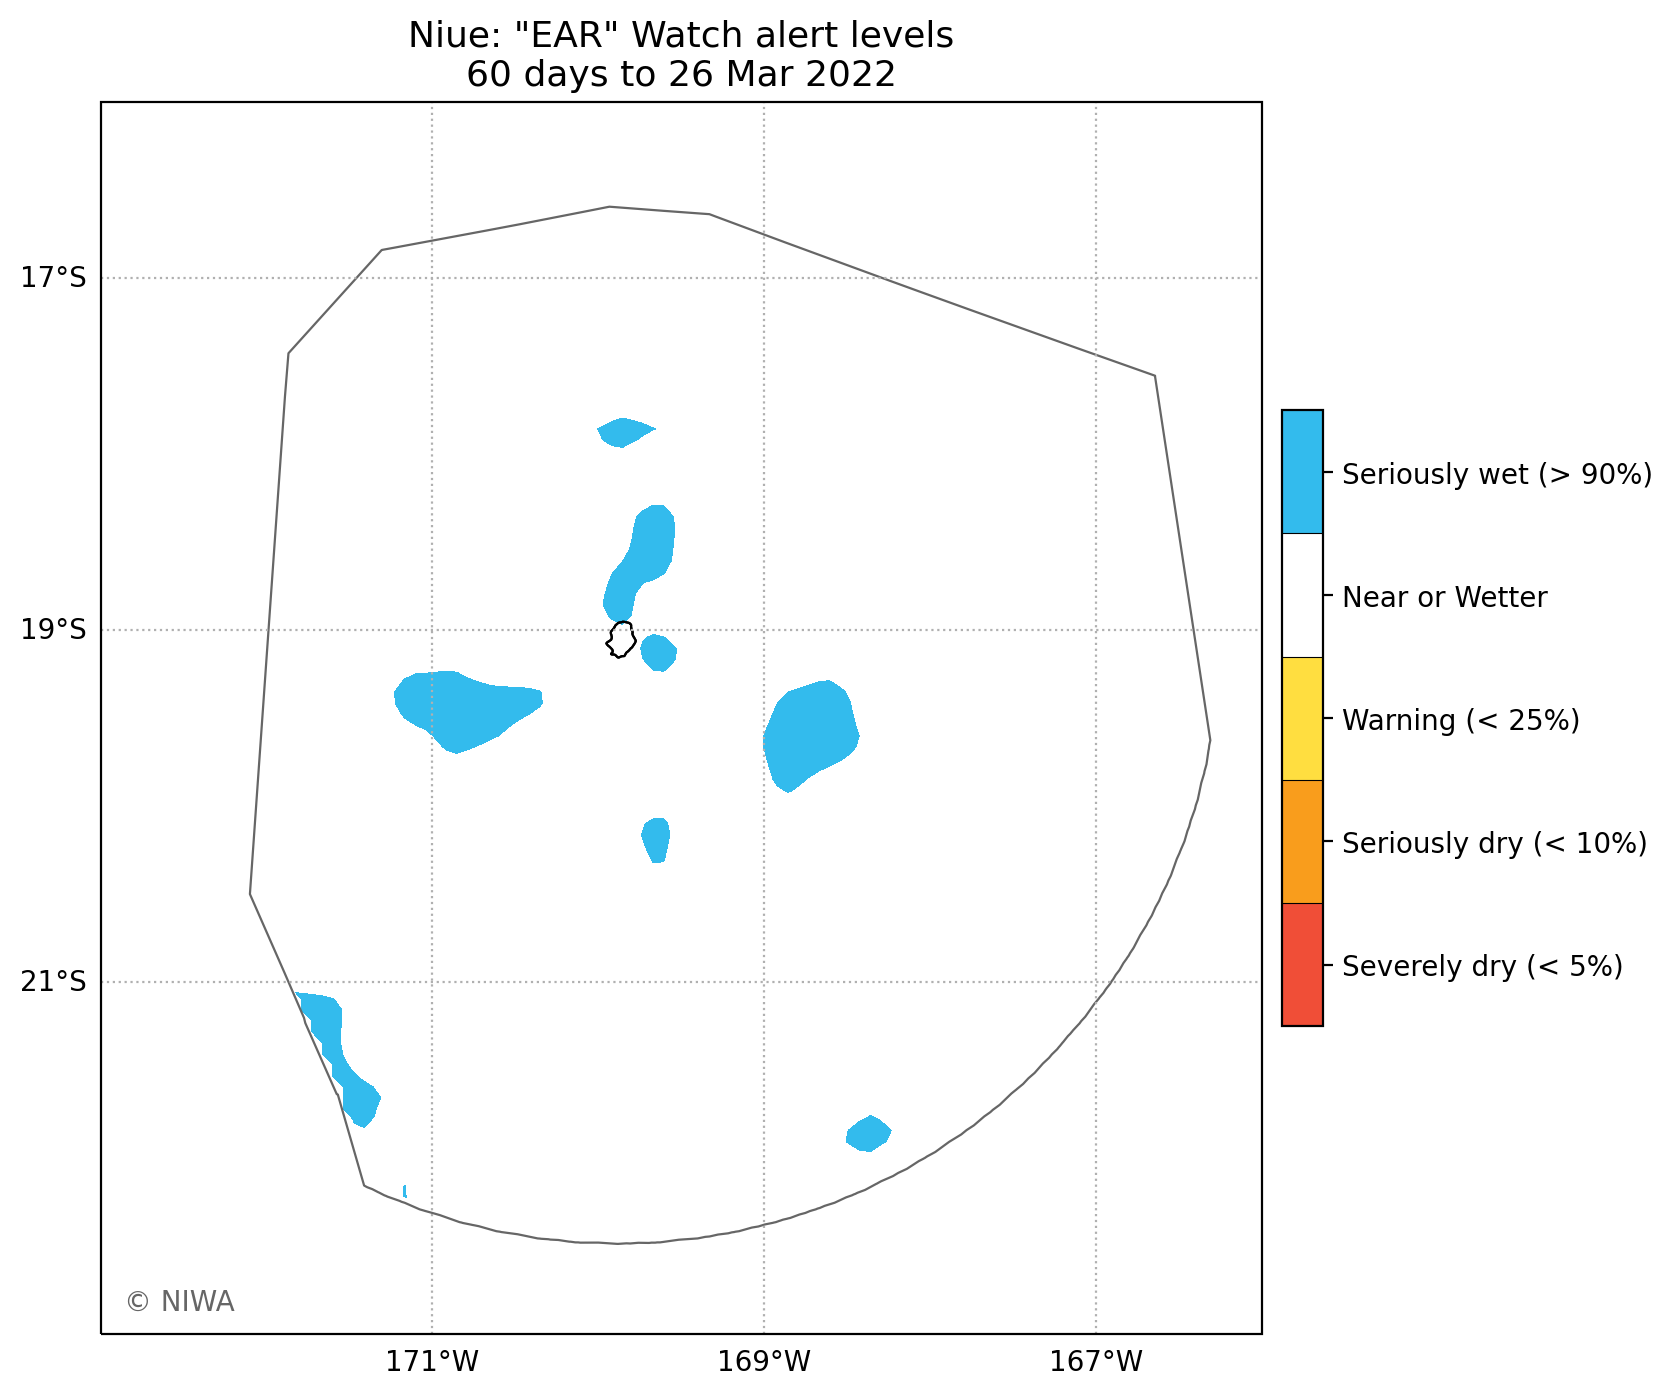 Niue: "EAR" Watch alert levels
60 days to 26 Mar 2022
17°S
19°S
21°S
171°W
169°W
167°W
Seriously wet (> 90%)
Near or Wetter
Warning (< 25%)
Seriously dry (< 10%)
Severely dry (< 5%)
© NIWA